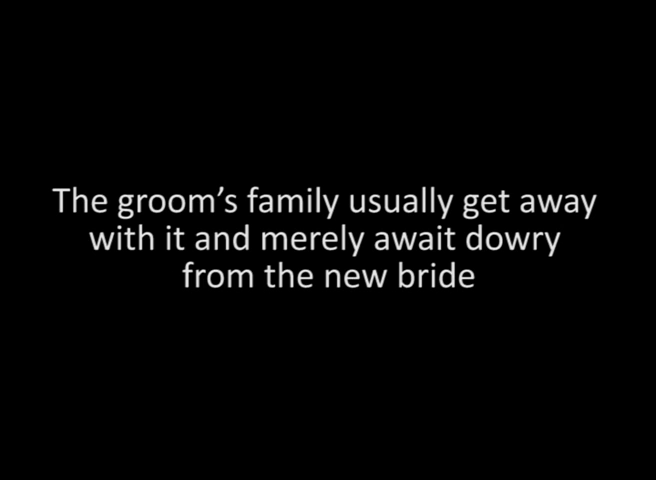 The groom’s family usually get away
with it and merely await dowry
from the new bride